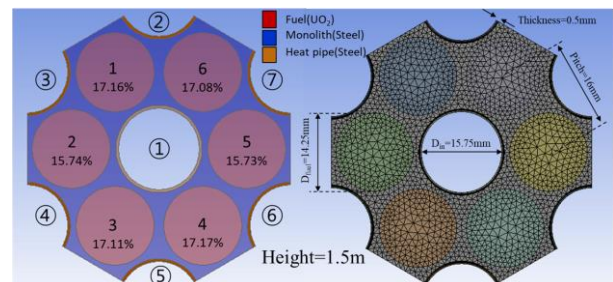 Fuel(UO₂)
Monolith(Steel)
Heat pipe(Steel)
②
③
1
17.16%
6
17.08%
⑦
2
15.74%
①
5
15.73%
④
3
17.11%
4
17.17%
⑥
⑤
Height=1.5m
Thickness=0.5mm
Pitch=16mm
D_fuel=14.25mm
D_in=15.75mm